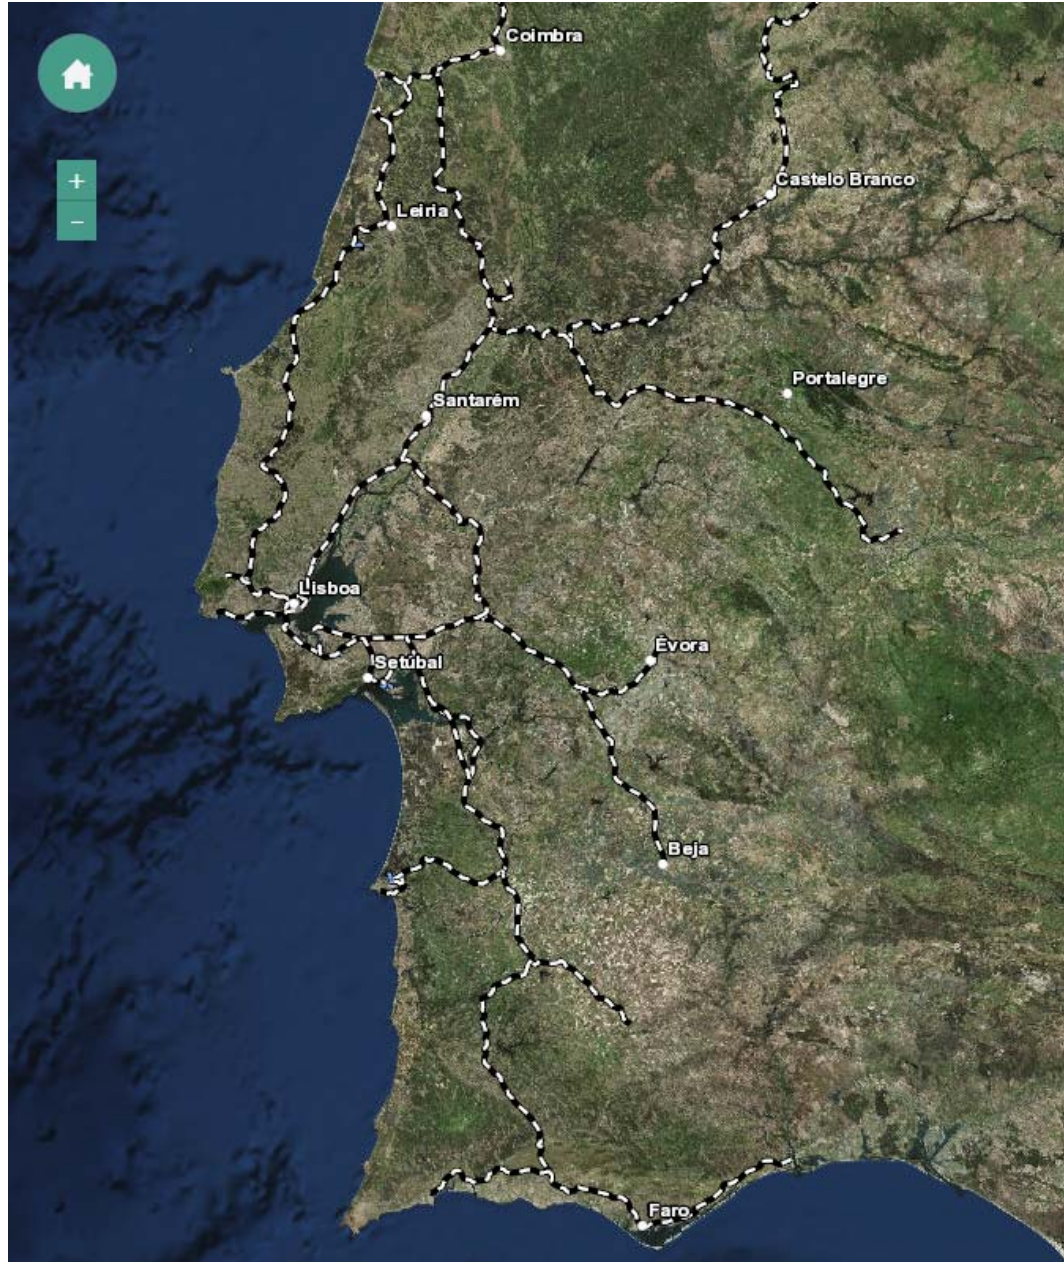 Coimbra
+
Castelo Branco
−
Leiria
Portalegre
Santarém
Lisboa
Évora
Setúbal
Beja
Faro